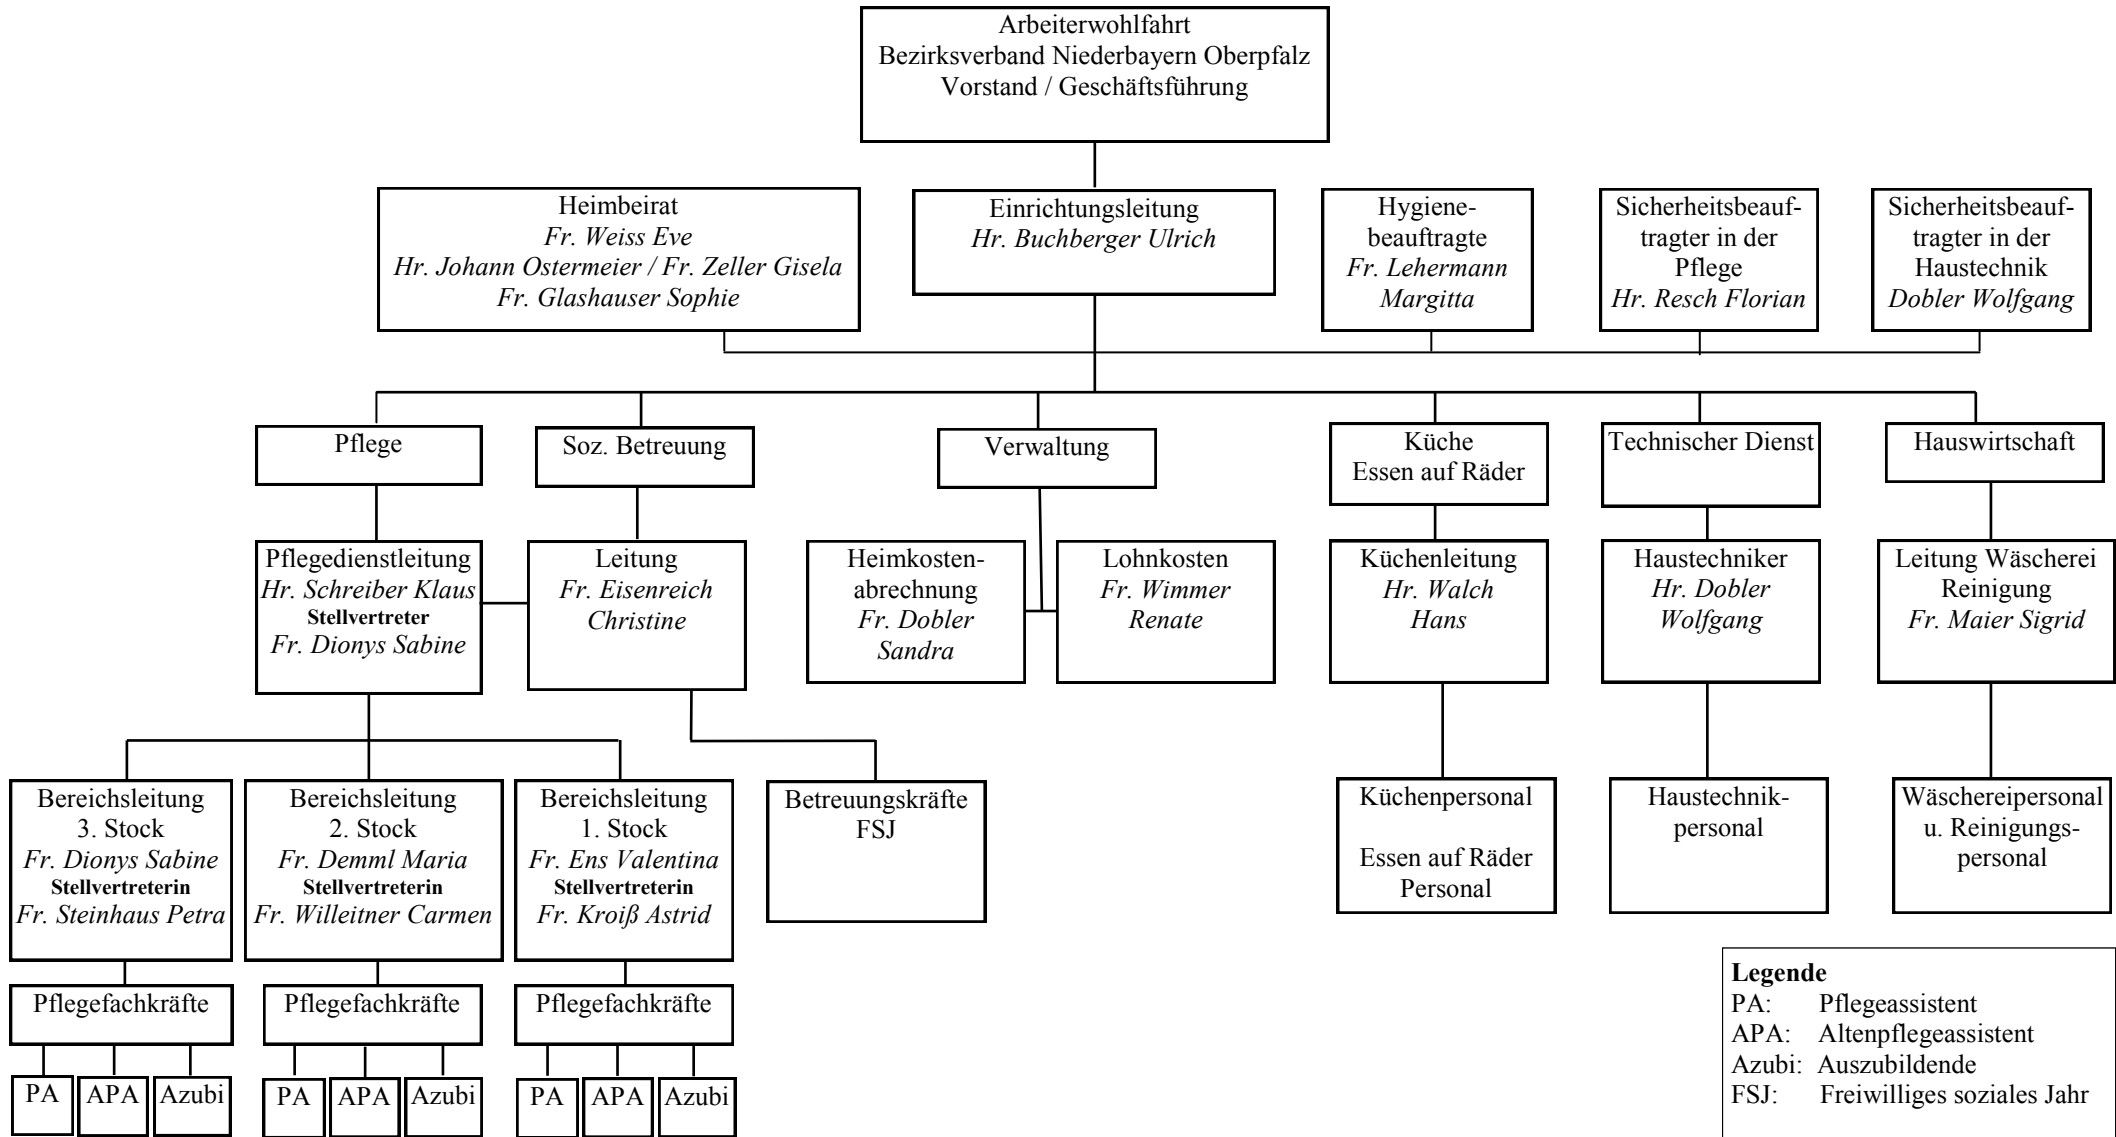 Arbeiterwohlfahrt
Bezirksverband Niederbayern Oberpfalz
Vorstand / Geschäftsführung
Heimbeirat
Fr. Weiss Eve
Hr. Johann Ostermeier / Fr. Zeller Gisela
Fr. Glashauser Sophie
Einrichtungsleitung
Hr. Buchberger Ulrich
Hygiene-
beauftragte
Fr. Lehermann
Margitta
Sicherheitsbeauf-
tragter in der
Pflege
Hr. Resch Florian
Sicherheitsbeauf-
tragter in der
Haustechnik
Dobler Wolfgang
Pflege
Soz. Betreuung
Verwaltung
Küche
Essen auf Räder
Technischer Dienst
Hauswirtschaft
Pflegedienstleitung
Hr. Schreiber Klaus
Stellvertreter
Fr. Dionys Sabine
Leitung
Fr. Eisenreich
Christine
Heimkosten-
abrechnung
Fr. Dobler
Sandra
Lohnkosten
Fr. Wimmer
Renate
Küchenleitung
Hr. Walch
Hans
Haustechniker
Hr. Dobler
Wolfgang
Leitung Wäscherei
Reinigung
Fr. Maier Sigrid
Bereichsleitung
3. Stock
Fr. Dionys Sabine
Stellvertreterin
Fr. Steinhaus Petra
Bereichsleitung
2. Stock
Fr. Demml Maria
Stellvertreterin
Fr. Willeitner Carmen
Bereichsleitung
1. Stock
Fr. Ens Valentina
Stellvertreterin
Fr. Kroiß Astrid
Betreuungskräfte
FSJ
Küchenpersonal
Essen auf Räder
Personal
Haustechnik-
personal
Wäschereipersonal
u. Reinigungs-
personal
Pflegefachkräfte
Pflegefachkräfte
Pflegefachkräfte
PA
APA
Azubi
PA
APA
Azubi
PA
APA
Azubi
Legende
PA: Pflegeassistent
APA: Altenpflegeassistent
Azubi: Auszubildende
FSJ: Freiwilliges soziales Jahr